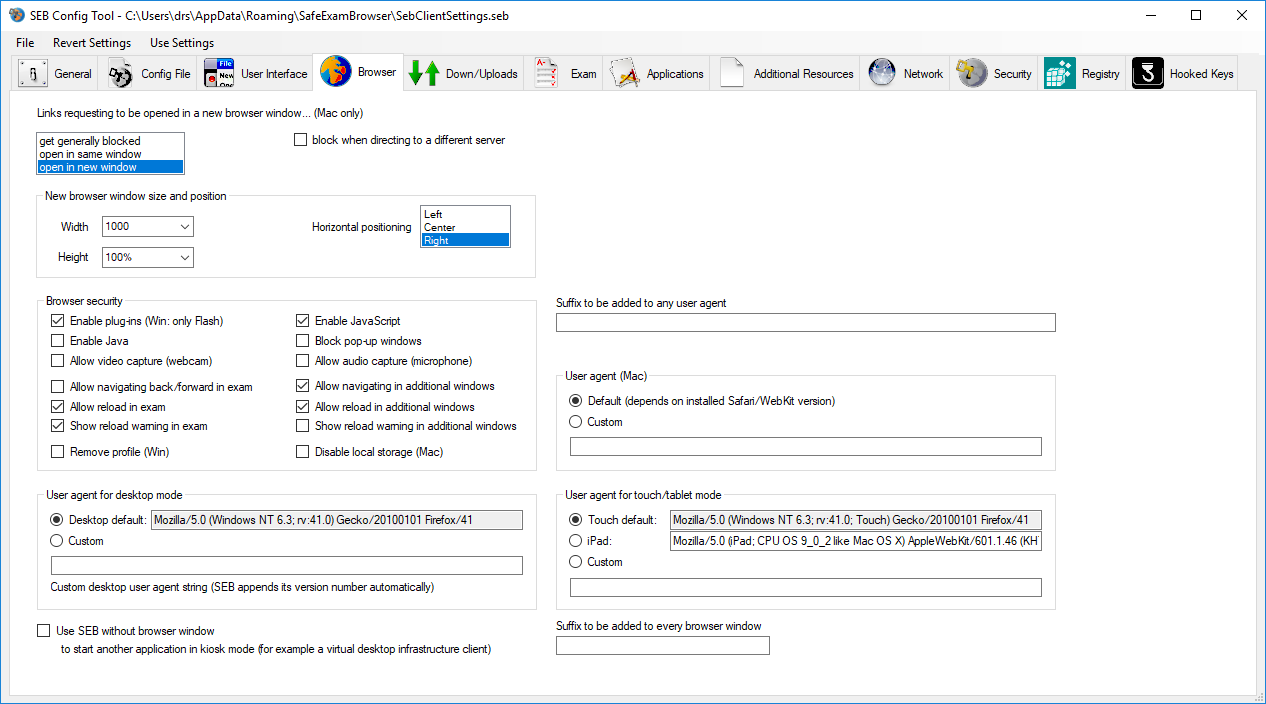 SEB Config Tool - C:\Users\drs\AppData\Roaming\SafeExamBrowser\SebClientSettings.seb
File Revert Settings Use Settings
General Config File User Interface Browser Down/Uploads Exam Applications Additional Resources Network Security Registry Hooked Keys
Links requesting to be opened in a new browser window... (Mac only)
get generally blocked
open in same window
open in new window
block when directing to a different server
New browser window size and position
Width 1000
Height 100%
Horizontal positioning
Left
Center
Right
Browser security
Enable plug-ins (Win: only Flash) Enable JavaScript
Enable Java Block pop-up windows
Allow video capture (webcam) Allow audio capture (microphone)
Allow navigating back/forward in exam Allow navigating in additional windows
Allow reload in exam Allow reload in additional windows
Show reload warning in exam Show reload warning in additional windows
Remove profile (Win) Disable local storage (Mac)
Suffix to be added to any user agent
User agent (Mac)
Default (depends on installed Safari/WebKit version)
Custom
User agent for desktop mode
Desktop default: Mozilla/5.0 (Windows NT 6.3; rv:41.0) Gecko/20100101 Firefox/41
Custom
Custom desktop user agent string (SEB appends its version number automatically)
User agent for touch/tablet mode
Touch default: Mozilla/5.0 (Windows NT 6.3; rv:41.0; Touch) Gecko/20100101 Firefox/41
iPad: Mozilla/5.0 (iPad; CPU OS 9_0_2 like Mac OS X) AppleWebKit/601.1.46 (KH
Custom
Use SEB without browser window
to start another application in kiosk mode (for example a virtual desktop infrastructure client)
Suffix to be added to every browser window